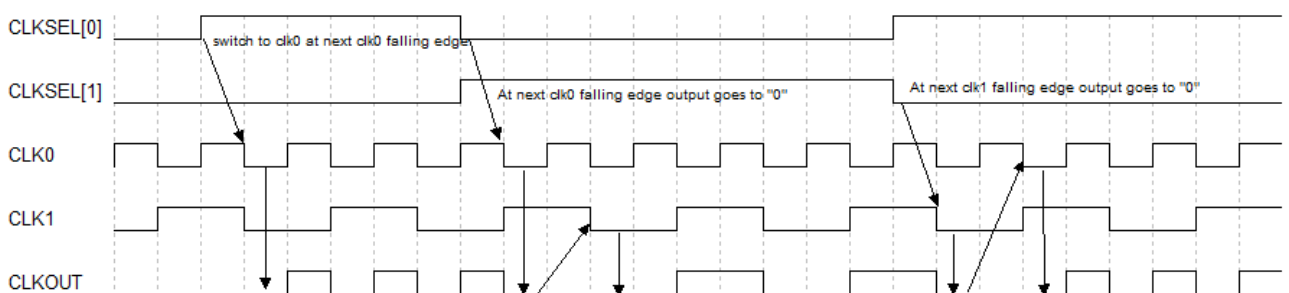 CLKSEL[0]
switch to clk0 at next clk0 falling edge
CLKSEL[1]
At next clk0 falling edge output goes to "0"
At next clk1 falling edge output goes to "0"
CLK0
CLK1
CLKOUT